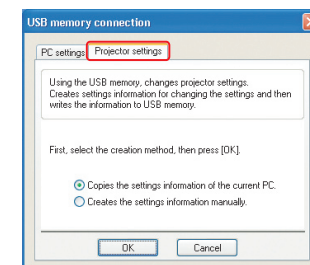 USB memory connection
PC settings Projector settings
Using the USB memory, changes projector settings.
Creates settings information for changing the settings and then
writes the information to USB memory.
First, select the creation method, then press [OK].
Copies the settings information of the current PC.
Creates the settings information manually.
OK Cancel